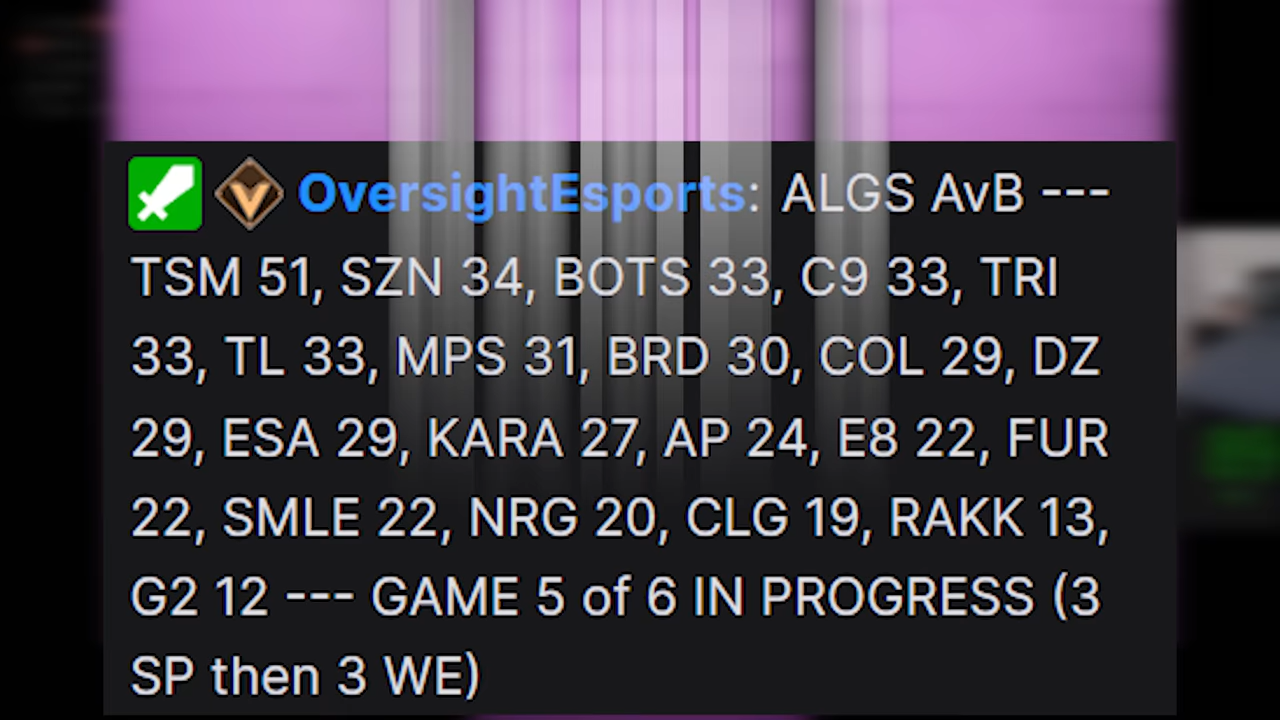 OversightEsports: ALGS AvB ---
TSM 51, SZN 34, BOTS 33, C9 33, TRI
33, TL 33, MPS 31, BRD 30, COL 29, DZ
29, ESA 29, KARA 27, AP 24, E8 22, FUR
22, SMLE 22, NRG 20, CLG 19, RAKK 13,
G2 12 --- GAME 5 of 6 IN PROGRESS (3
SP then 3 WE)